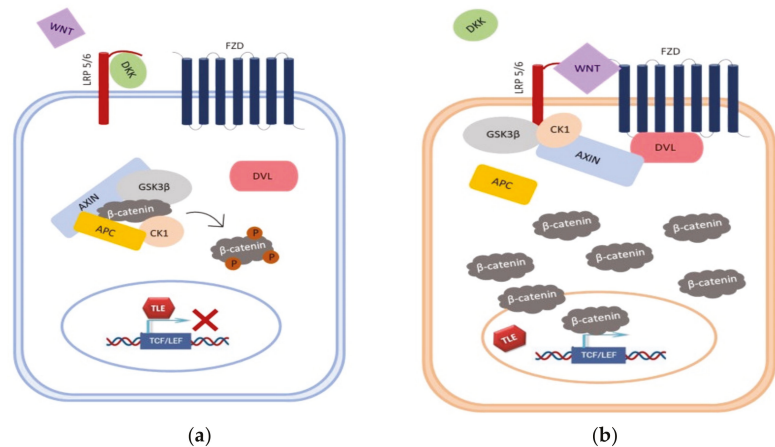 WNT
LRP 5/6
DKK
FZD
AXIN
GSK3β
β-catenin
APC
CK1
DVL
β-catenin
P
P
P
TLE
TCF/LEF
(a)
DKK
LRP 5/6
WNT
FZD
GSK3β
CK1
AXIN
DVL
APC
β-catenin
β-catenin
β-catenin
β-catenin
β-catenin
β-catenin
β-catenin
TLE
TCF/LEF
(b)